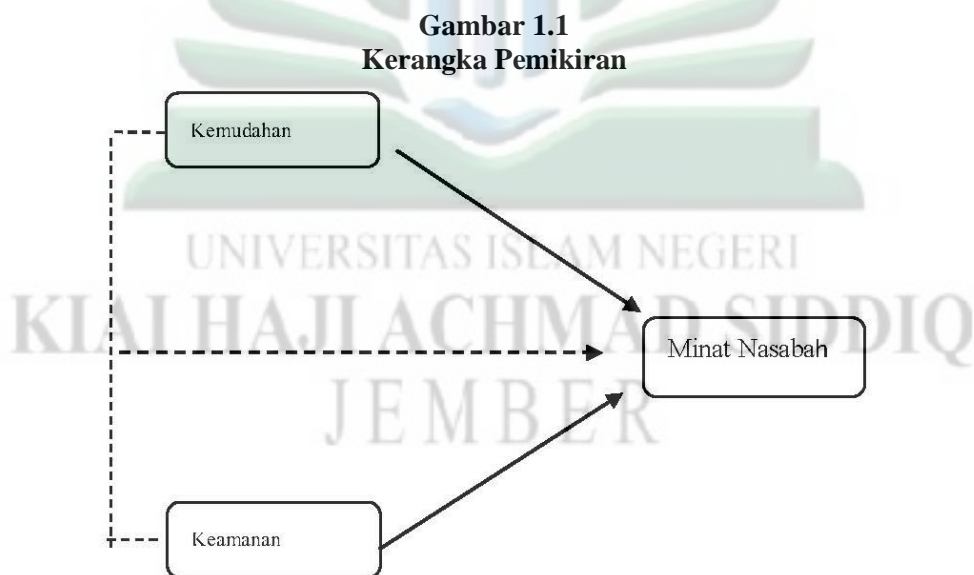 Gambar 1.1
Kerangka Pemikiran
Kemudahan
UNIVERSITAS ISLAM NEGERI
KIAI HAJI ACHMAD SIDDIQ
Minat Nasabah
JEMBER
Keamanan